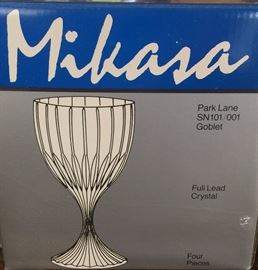 Mikasa
Park Lane
SN101/001
Goblet
Full Lead
Crystal
Four
Pieces